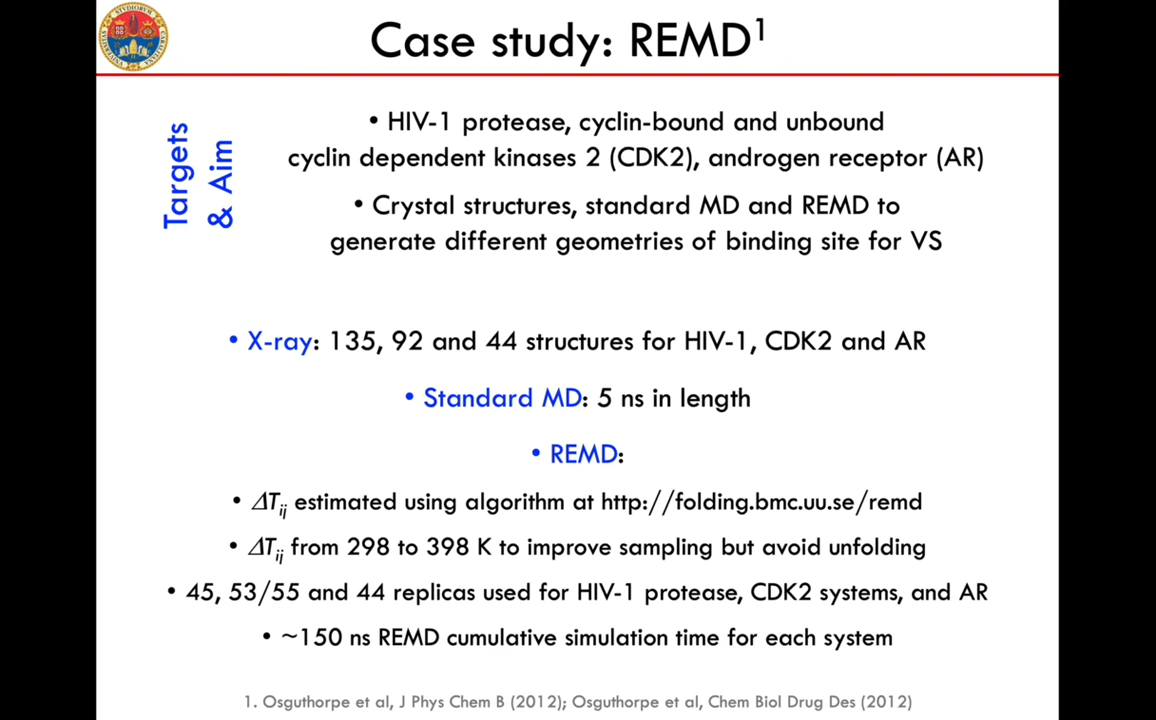 Case study: REMD1
Targets
& Aim
• HIV-1 protease, cyclin-bound and unbound
cyclin dependent kinases 2 (CDK2), androgen receptor (AR)
• Crystal structures, standard MD and REMD to
generate different geometries of binding site for VS
• X-ray: 135, 92 and 44 structures for HIV-1, CDK2 and AR
• Standard MD: 5 ns in length
• REMD:
• ΔTij estimated using algorithm at http://folding.bmc.uu.se/remd
• ΔTij from 298 to 398 K to improve sampling but avoid unfolding
• 45, 53/55 and 44 replicas used for HIV-1 protease, CDK2 systems, and AR
• ~150 ns REMD cumulative simulation time for each system
1. Osguthorpe et al, J Phys Chem B (2012); Osguthorpe et al, Chem Biol Drug Des (2012)